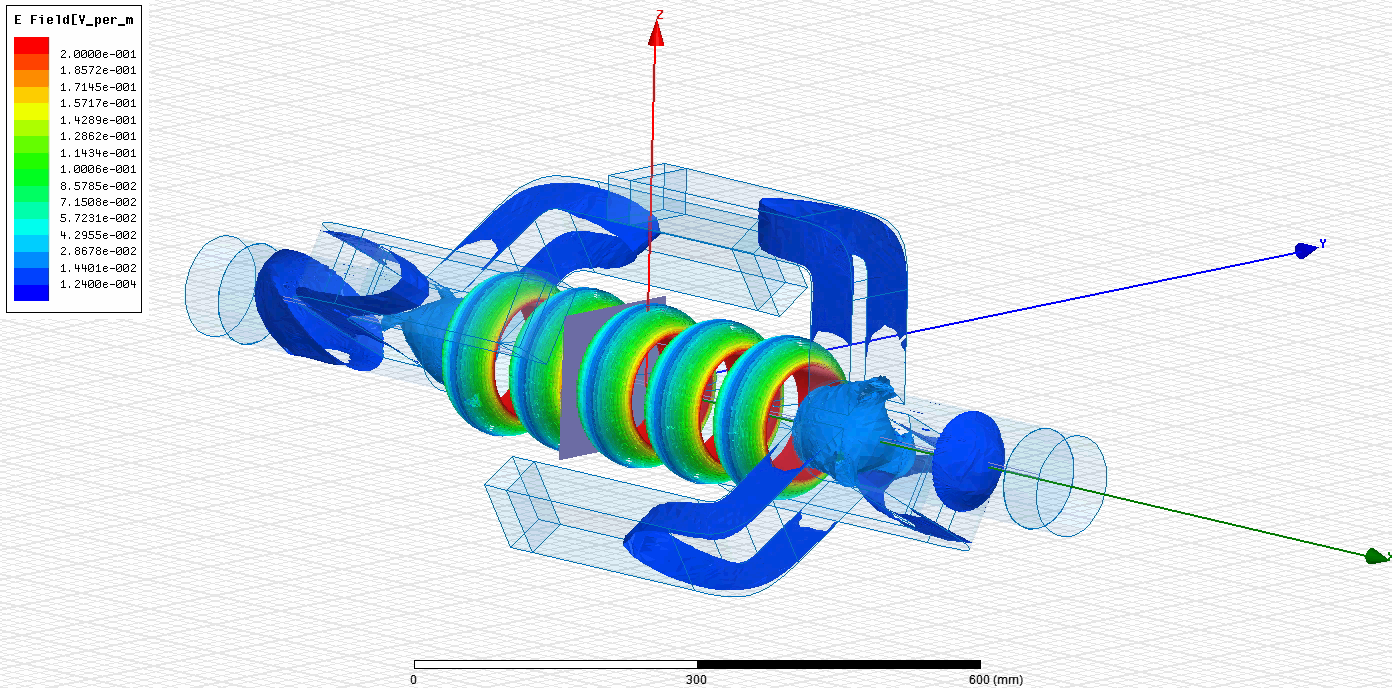 E Field[V_per_m
2.0000e-001
1.8572e-001
1.7145e-001
1.5717e-001
1.4289e-001
1.2862e-001
1.1434e-001
1.0006e-001
8.5785e-002
7.1508e-002
5.7231e-002
4.2955e-002
2.8678e-002
1.4401e-002
1.2400e-004
Z
Y
0 300 600 (mm)